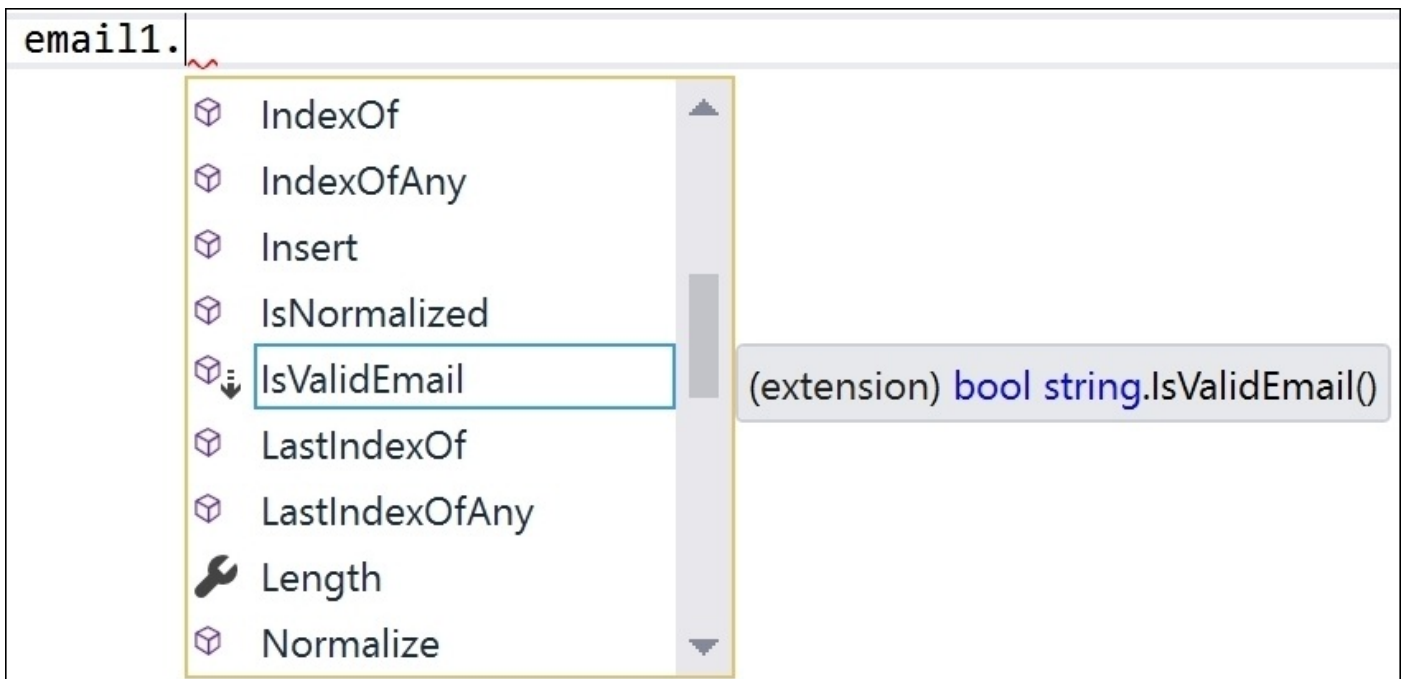 email1.
IndexOf
IndexOfAny
Insert
IsNormalized
IsValidEmail
(extension) bool string.IsValidEmail()
LastIndexOf
LastIndexOfAny
Length
Normalize